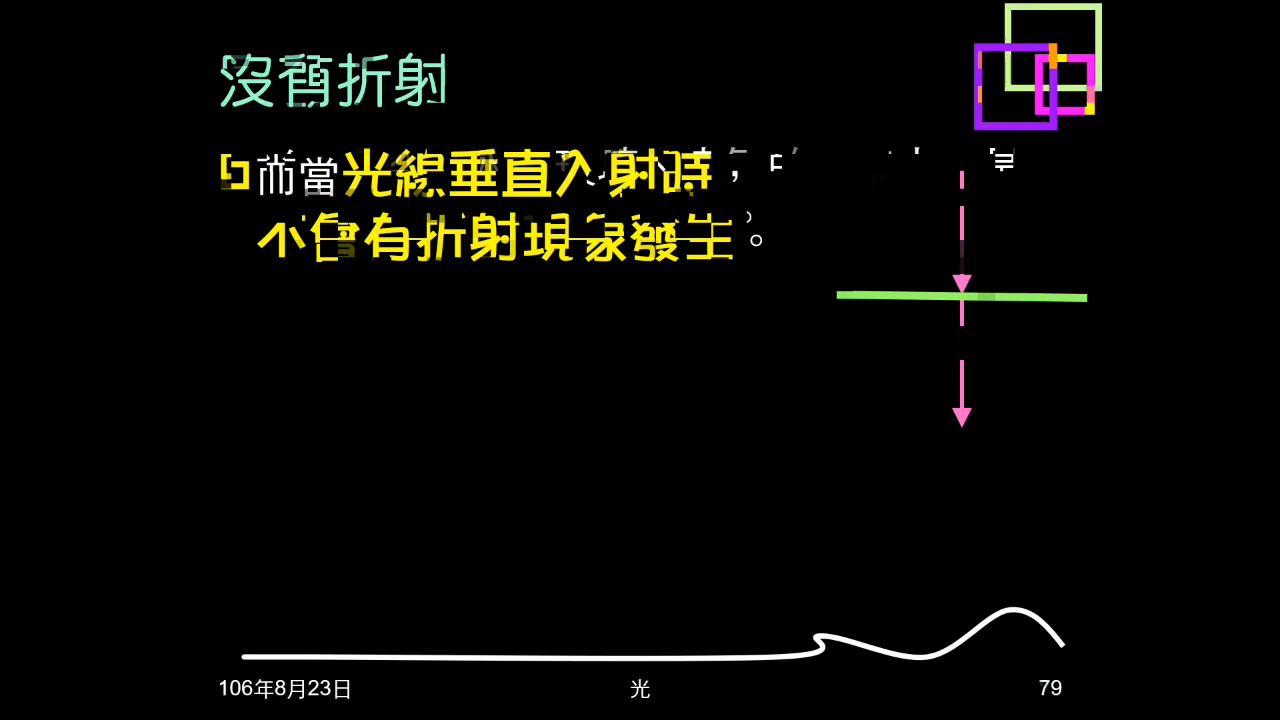 沒有折射
而當光線垂直入射時，
不會有折射現象發生。
106年8月23日
光
79